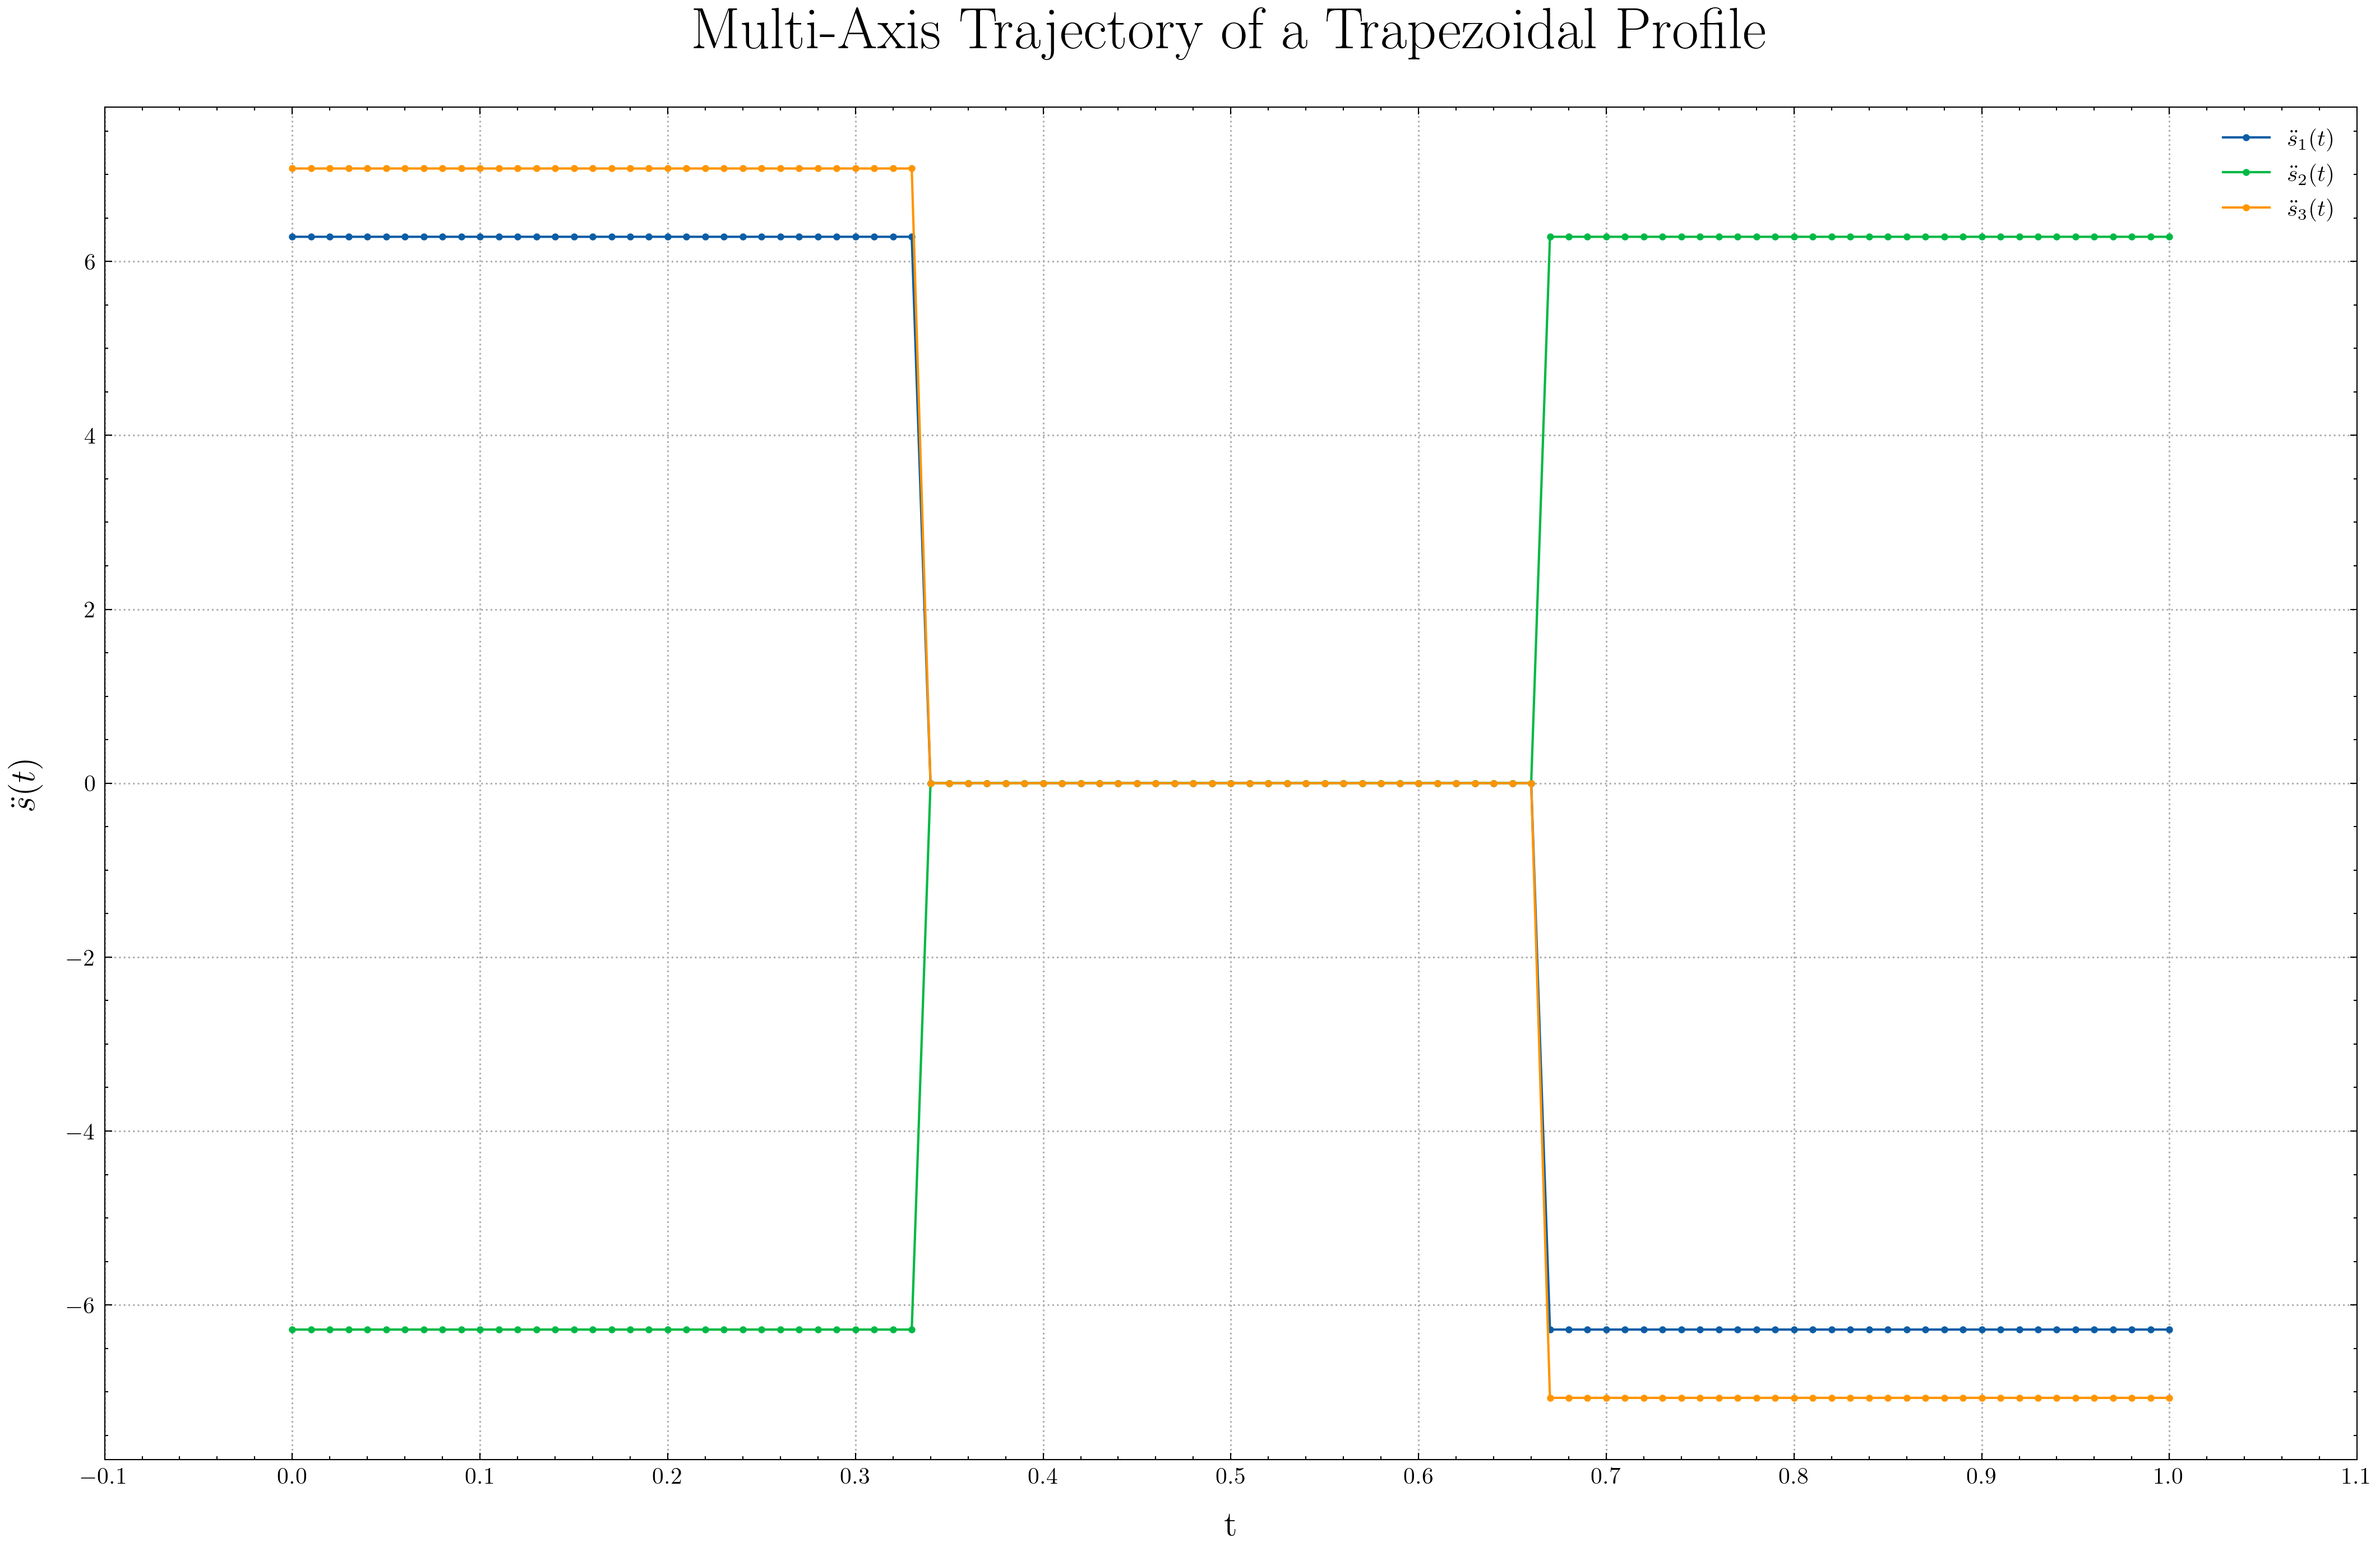 Multi-Axis Trajectory of a Trapezoidal Profile
s̈₁(t)
s̈₂(t)
s̈₃(t)
6
4
2
0
−2
−4
−6
s̈(t)
−0.1 0.0 0.1 0.2 0.3 0.4 0.5 0.6 0.7 0.8 0.9 1.0 1.1
t